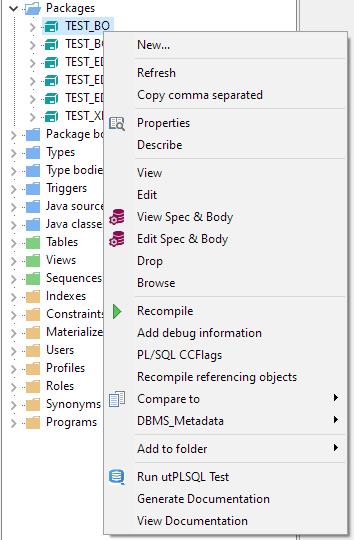 Packages
TEST_BO
TEST_BO
TEST_ED
TEST_ED
TEST_ED
TEST_XI
Package bo
Types
Type bodie
Triggers
Java source
Java classe
Tables
Views
Sequences
Indexes
Constraints
Materialize
Users
Profiles
Roles
Synonyms
Programs
New...
Refresh
Copy comma separated
Properties
Describe
View
Edit
View Spec & Body
Edit Spec & Body
Drop
Browse
Recompile
Add debug information
PL/SQL CCFlags
Recompile referencing objects
Compare to
DBMS_Metadata
Add to folder
Run utPLSQL Test
Generate Documentation
View Documentation